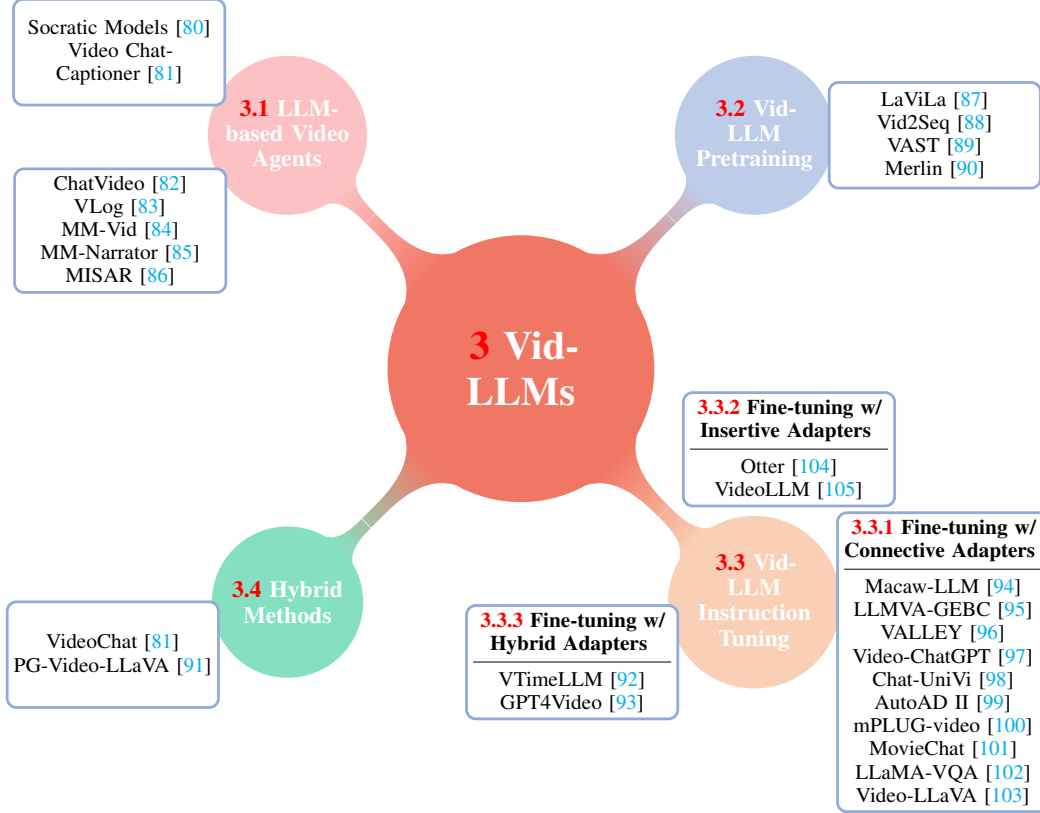 Socratic Models [80]
Video Chat-
Captioner [81]
3.1 LLM-
based Video
Agents
ChatVideo [82]
VLog [83]
MM-Vid [84]
MM-Narrator [85]
MISAR [86]
3.2 Vid-
LLM
Pretraining
LaViLa [87]
Vid2Seq [88]
VAST [89]
Merlin [90]
3 Vid-
LLMs
3.3.2 Fine-tuning w/
Insertive Adapters
Otter [104]
VideoLLM [105]
3.4 Hybrid
Methods
VideoChat [81]
PG-Video-LLaVA [91]
3.3 Vid-
LLM
Instruction
Tuning
3.3.3 Fine-tuning w/
Hybrid Adapters
VTimeLLM [92]
GPT4Video [93]
3.3.1 Fine-tuning w/
Connective Adapters
Macaw-LLM [94]
LLMVA-GEBC [95]
VALLEY [96]
Video-ChatGPT [97]
Chat-UniVi [98]
AutoAD II [99]
mPLUG-video [100]
MovieChat [101]
LLaMA-VQA [102]
Video-LLaVA [103]